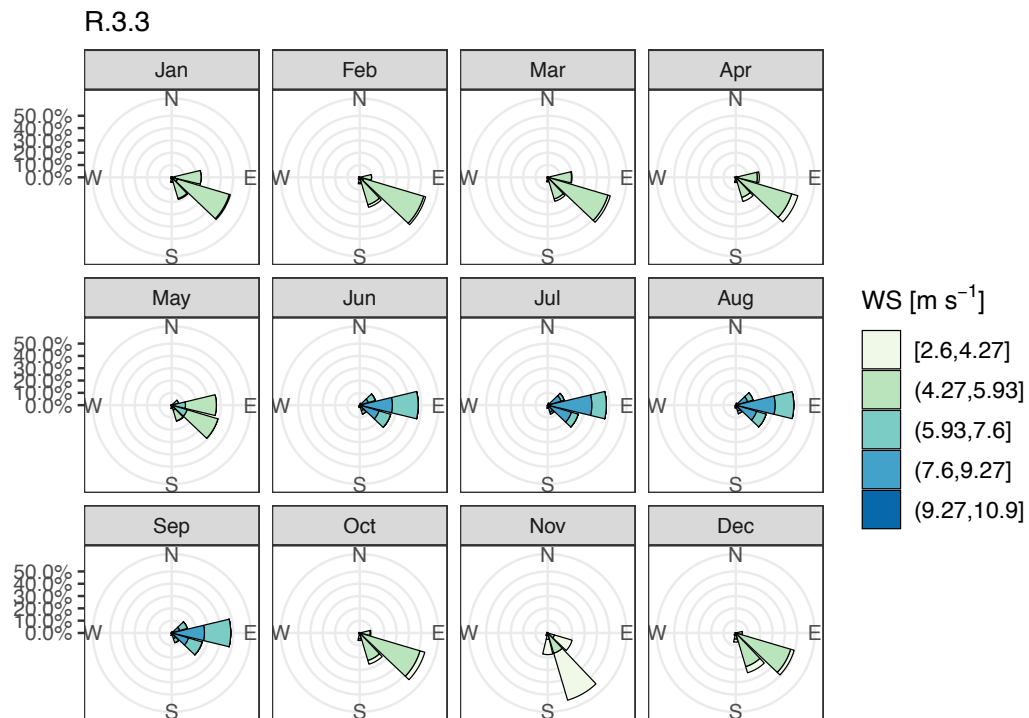 R.3.3
Jan Feb Mar Apr
N N N N
50.0%
40.0%
30.0%
20.0%
10.0%
0.0%
W E W E W E W E
S S S S
May Jun Jul Aug
N N N N
50.0%
40.0%
30.0%
20.0%
10.0%
0.0%
W E W E W E W E
S S S S
Sep Oct Nov Dec
N N N N
50.0%
40.0%
30.0%
20.0%
10.0%
0.0%
W E W E W E W E
S S S S
WS [m s⁻¹]
[2.6,4.27]
(4.27,5.93]
(5.93,7.6]
(7.6,9.27]
(9.27,10.9]